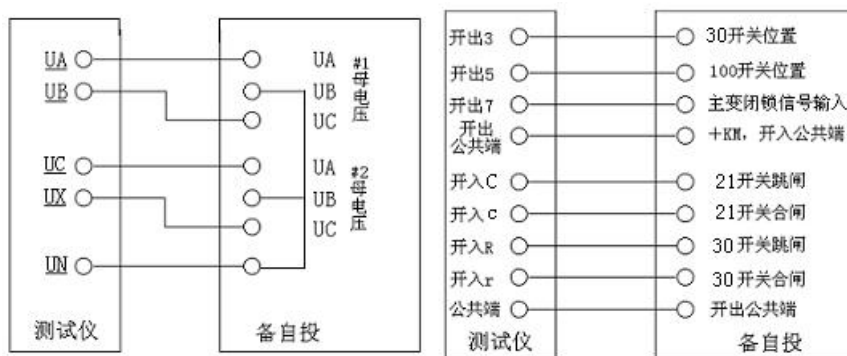 UA
UB
UC
UX
UN
测试仪
UA
UB
UC
#1
母
电
压
UA
UB
UC
#2
母
电
压
备自投
开出3
开出5
开出7
开出
公共端
开入C
开入c
开入R
开入r
公共端
测试仪
30开关位置
100开关位置
主变闭锁信号输入
+KM，开入公共端
21开关跳闸
21开关合闸
30开关跳闸
30开关合闸
开出公共端
备自投